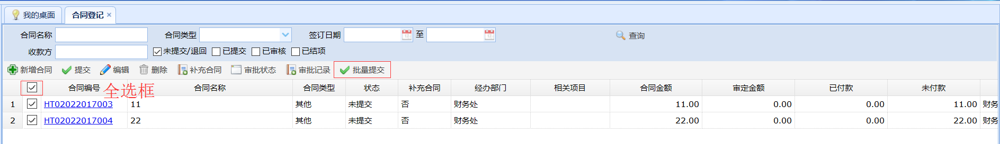 我的桌面 合同登记 ×
合同名称 合同类型 签订日期 至 查询
收款方 未提交/退回 已提交 已审核 已结项
新增合同 提交 编辑 删除 补充合同 审批状态 审批记录 批量提交
合同编号 合同名称 合同类型 状态 补充合同 经办部门 相关项目 合同金额 审定金额 已付款 未付款
全选框
1 HT02022017003 11 其他 未提交 否 财务处 11.00 0.00 0.00 11.00 财务
2 HT02022017004 22 其他 未提交 否 财务处 22.00 0.00 0.00 22.00 财务